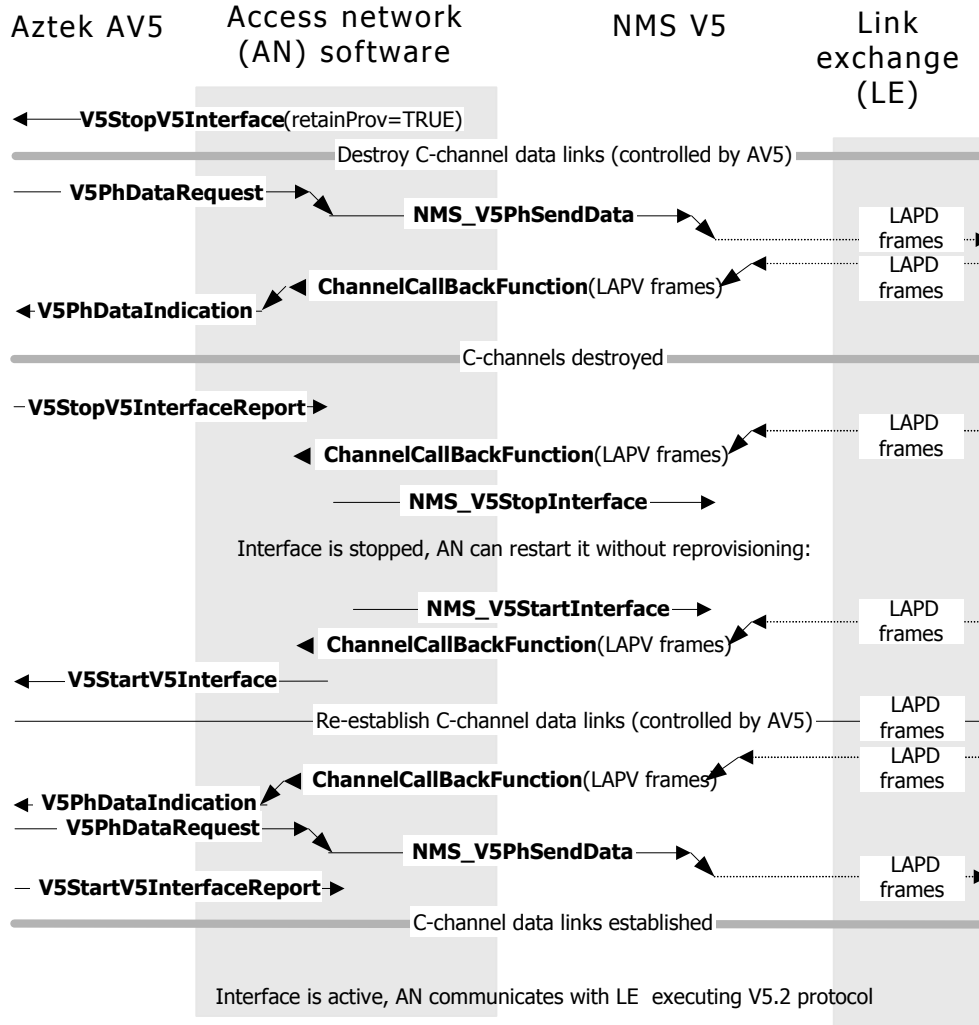 Aztek AV5
Access network
(AN) software
NMS V5
Link
exchange
(LE)
V5StopV5Interface(retainProv=TRUE)
Destroy C-channel data links (controlled by AV5)
V5PhDataRequest
NMS_V5PhSendData
LAPD
frames
LAPD
frames
ChannelCallBackFunction(LAPV frames)
V5PhDataIndication
C-channels destroyed
V5StopV5InterfaceReport
LAPD
frames
ChannelCallBackFunction(LAPV frames)
NMS_V5StopInterface
Interface is stopped, AN can restart it without reprovisioning:
NMS_V5StartInterface
LAPD
frames
ChannelCallBackFunction(LAPV frames)
V5StartV5Interface
Re-establish C-channel data links (controlled by AV5)
LAPD
frames
LAPD
frames
ChannelCallBackFunction(LAPV frames)
V5PhDataIndication
V5PhDataRequest
NMS_V5PhSendData
LAPD
frames
V5StartV5InterfaceReport
C-channel data links established
Interface is active, AN communicates with LE  executing V5.2 protocol